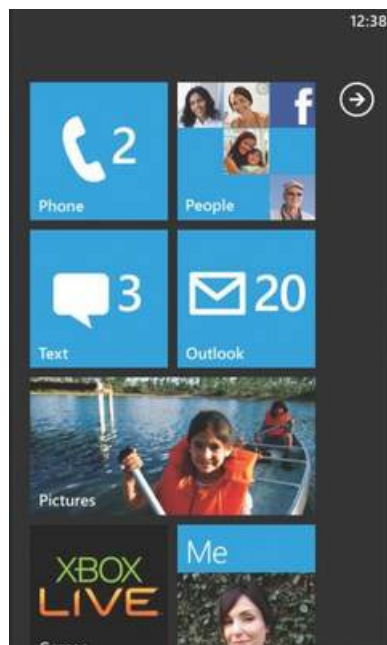 12:38
2
Phone
f
People
3
Text
20
Outlook
Pictures
XBOX
LIVE
Me